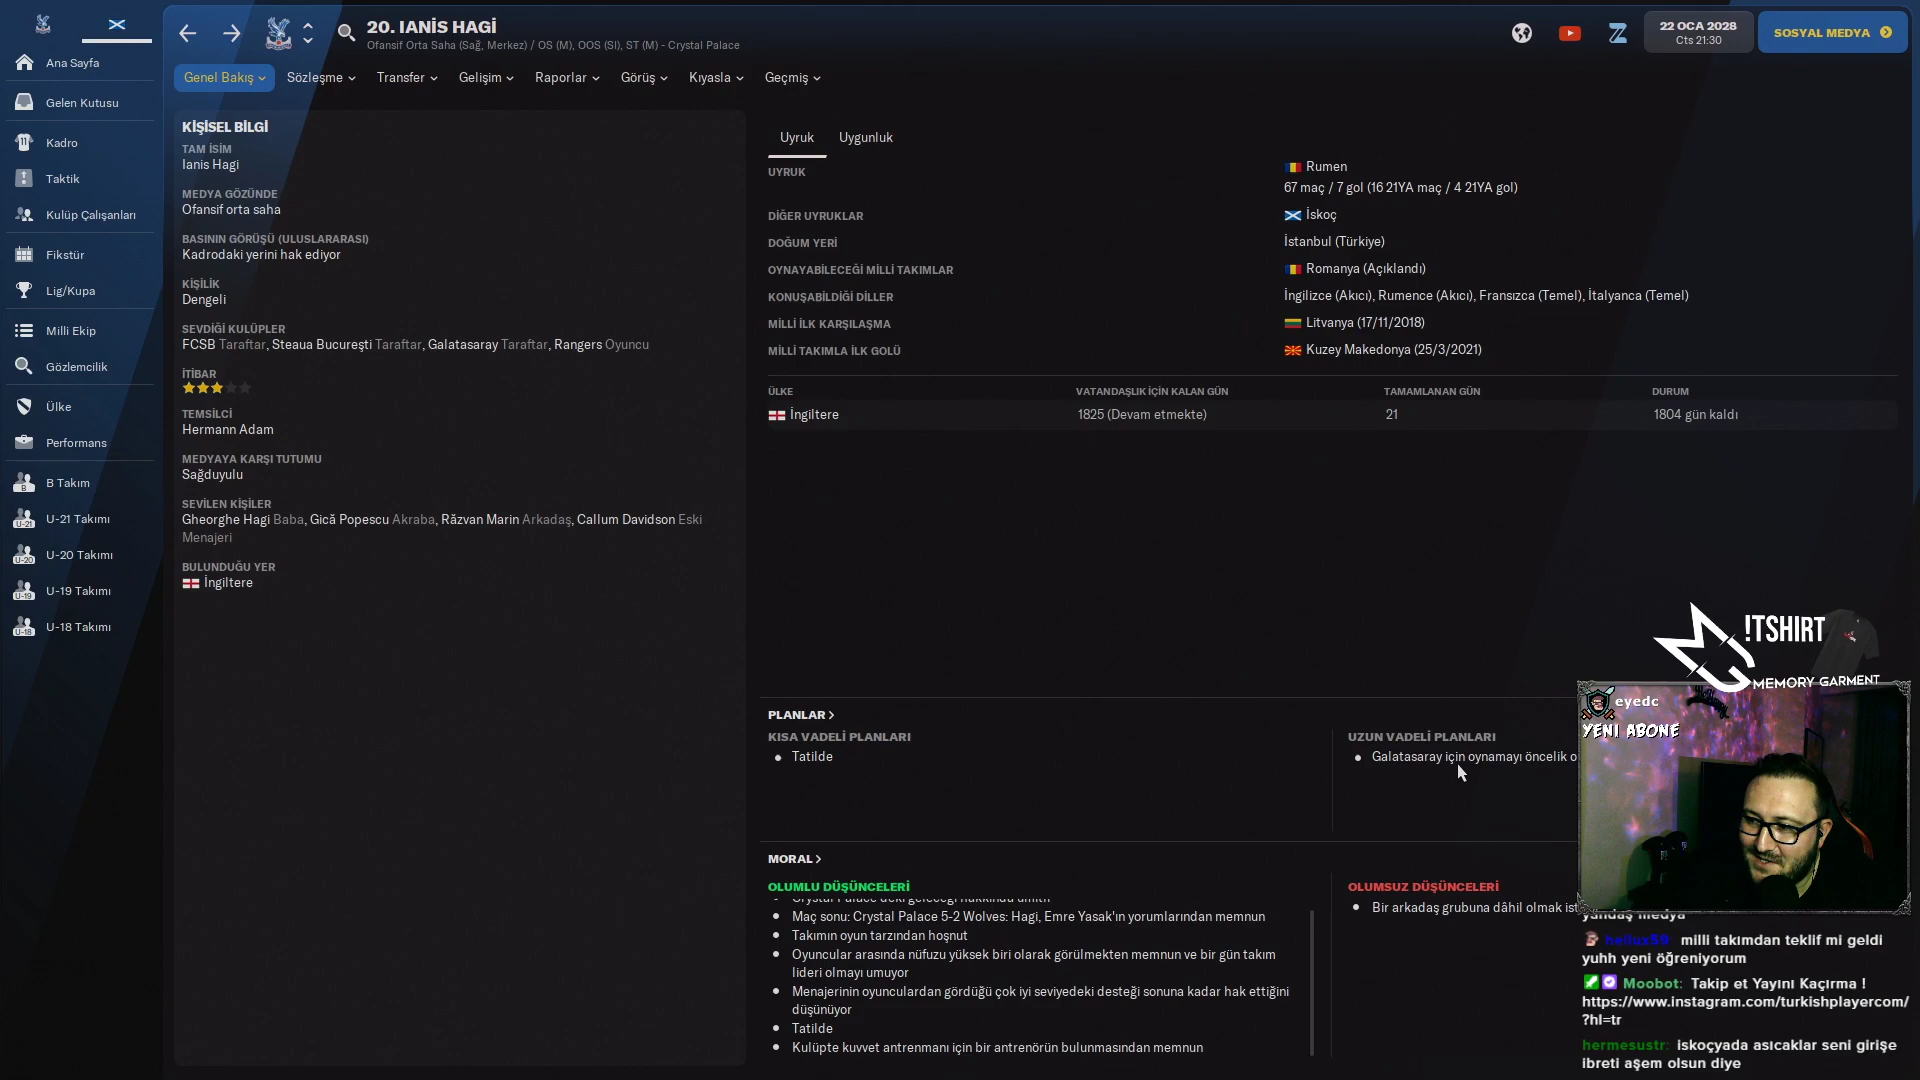 20. IANİS HAGİ
Ofansif Orta Saha (Sağ, Merkez) / OS (M), OOS (Sl), ST (M) - Crystal Palace
22 OCA 2028
Cts 21:30
SOSYAL MEDYA
Ana Sayfa
Gelen Kutusu
Kadro
Taktik
Kulüp Çalışanları
Fikstür
Lig/Kupa
Milli Ekip
Gözlemcilik
Ülke
Performans
B Takım
U-21 Takımı
U-20 Takımı
U-19 Takımı
U-18 Takımı
Genel Bakış
Sözleşme
Transfer
Gelişim
Raporlar
Görüş
Kıyasla
Geçmiş
KİŞİSEL BİLGİ
TAM İSİM
Ianis Hagi
MEDYA GÖZÜNDE
Ofansif orta saha
BASININ GÖRÜŞÜ (ULUSLARARASI)
Kadrodaki yerini hak ediyor
KİŞİLİK
Dengeli
SEVDİĞİ KULÜPLER
FCSB Taraftar, Steaua Bucureşti Taraftar, Galatasaray Taraftar, Rangers Oyuncu
İTİBAR
TEMSİLCİ
Hermann Adam
MEDYAYA KARŞI TUTUMU
Sağduyulu
SEVİLEN KİŞİLER
Gheorghe Hagi Baba, Gică Popescu Akraba, Răzvan Marin Arkadaş, Callum Davidson Eski
Menajeri
BULUNDUĞU YER
İngiltere
Uyruk
Uygunluk
UYRUK
Rumen
67 maç / 7 gol (16 21YA maç / 4 21YA gol)
DİĞER UYRUKLAR
İskoç
DOĞUM YERİ
İstanbul (Türkiye)
OYNAYABİLECEĞİ MİLLİ TAKIMLAR
Romanya (Açıklandı)
KONUŞABİLDİĞİ DİLLER
İngilizce (Akıcı), Rumence (Akıcı), Fransızca (Temel), İtalyanca (Temel)
MİLLİ İLK KARŞILAŞMA
Litvanya (17/11/2018)
MİLLİ TAKIMLA İLK GOLÜ
Kuzey Makedonya (25/3/2021)
ÜLKE
VATANDAŞLIK İÇİN KALAN GÜN
TAMAMLANAN GÜN
DURUM
İngiltere
1825 (Devam etmekte)
21
1804 gün kaldı
PLANLAR
KISA VADELİ PLANLARI
Tatilde
UZUN VADELİ PLANLARI
Galatasaray için oynamayı öncelik o
MORAL
OLUMLU DÜŞÜNCELERİ
Crystal Palace'deki geleceği hakkında ümitli
Maç sonu: Crystal Palace 5-2 Wolves: Hagi, Emre Yasak'ın yorumlarından memnun
Takımın oyun tarzından hoşnut
Oyuncular arasında nüfuzu yüksek biri olarak görülmekten memnun ve bir gün takım
lideri olmayı umuyor
Menajerinin oyunculardan gördüğü çok iyi seviyedeki desteği sonuna kadar hak ettiğini
düşünüyor
Tatilde
Kulüpte kuvvet antrenmanı için bir antrenörün bulunmasından memnun
OLUMSUZ DÜŞÜNCELERİ
Bir arkadaş grubuna dâhil olmak ist
!TSHIRT
MEMORY GARMENT
eyedc
YENI ABONE
yandaş medya
hellux59: milli takımdan teklif mi geldi
yuhh yeni öğreniyorum
Moobot: Takip et Yayını Kaçırma !
https://www.instagram.com/turkishplayercom/
?hl=tr
hermesustr: iskoçyada asıcaklar seni girişe
ibreti aşem olsun diye